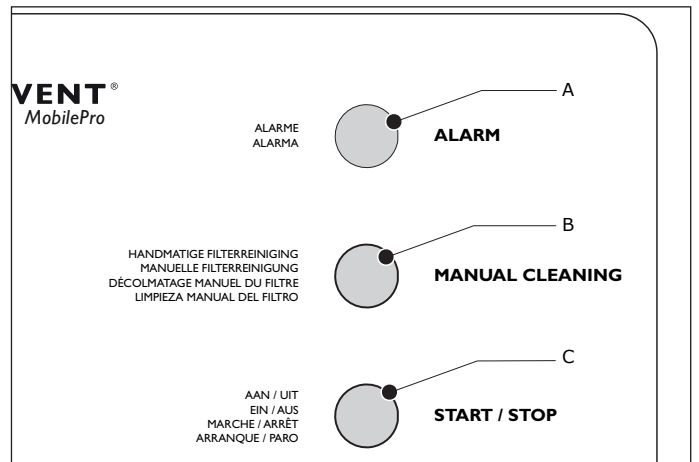 VENT®
MobilePro
A
ALARME
ALARMA
ALARM
B
HANDMATIGE FILTERREINIGING
MANUELLE FILTERREINIGUNG
DÉCOLMATAGE MANUEL DU FILTRE
LIMPIEZA MANUAL DEL FILTRO
MANUAL CLEANING
C
AAN / UIT
EIN / AUS
MARCHE / ARRÊT
ARRANQUE / PARO
START / STOP